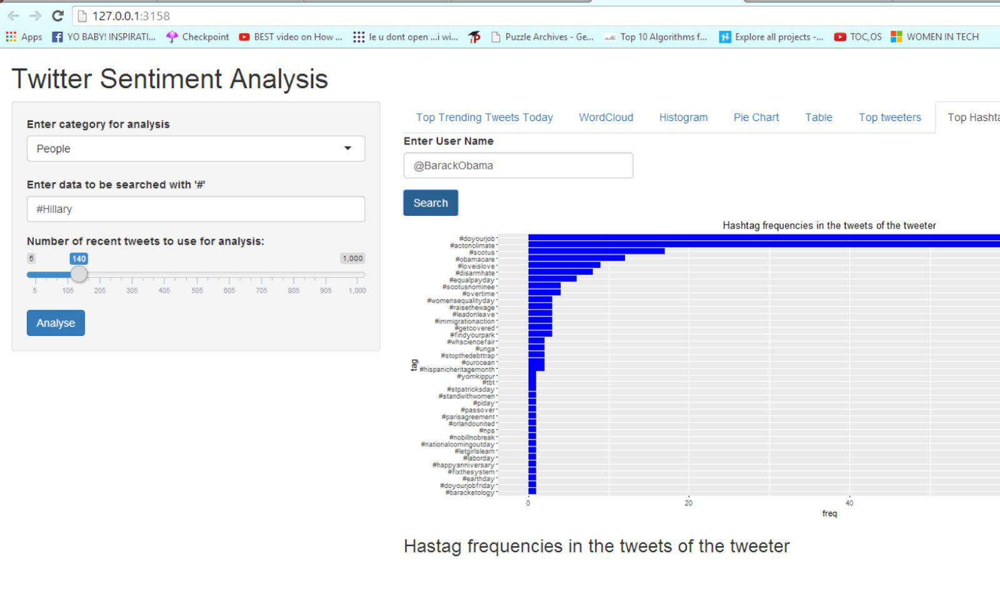 127.0.0.1:3158
Apps YO BABY! INSPIRATI... Checkpoint BEST video on How ... Ie u dont open ...i wi... Puzzle Archives - Ge... Top 10 Algorithms f... Explore all projects -... TOC,OS WOMEN IN TECH
Twitter Sentiment Analysis
Enter category for analysis
People
Enter data to be searched with '#'
#Hillary
Number of recent tweets to use for analysis:
5 140 1,000
5 105 205 305 405 505 605 705 805 905 1,000
Analyse
Top Trending Tweets Today WordCloud Histogram Pie Chart Table Top tweeters Top Hashta
Enter User Name
@BarackObama
Search
Hashtag frequencies in the tweets of the tweeter
#doyourjob
#actonclimate
#scotus
#obamacare
#loveislove
#disarmhate
#equalpayday
#scotusnominee
#overtime
#womensequalityday
#raisethewage
#leadonleave
#immigrationaction
#getcovered
#findyourpark
#whsciencefair
#unga
#stopthedebttrap
#ourocean
#hispanicheritagemonth
#yomkippur
#tbt
#stpatricksday
#standwithwomen
#piday
#passover
#parisagreement
#orlandounited
#nps
#nobillnobreak
#nationalcomingoutday
#letgirlslearn
#laborday
#happyanniversary
#fixthesystem
#earthday
#doyourjobfriday
#baracketology
tag
0 20 40
freq
Hastag frequencies in the tweets of the tweeter